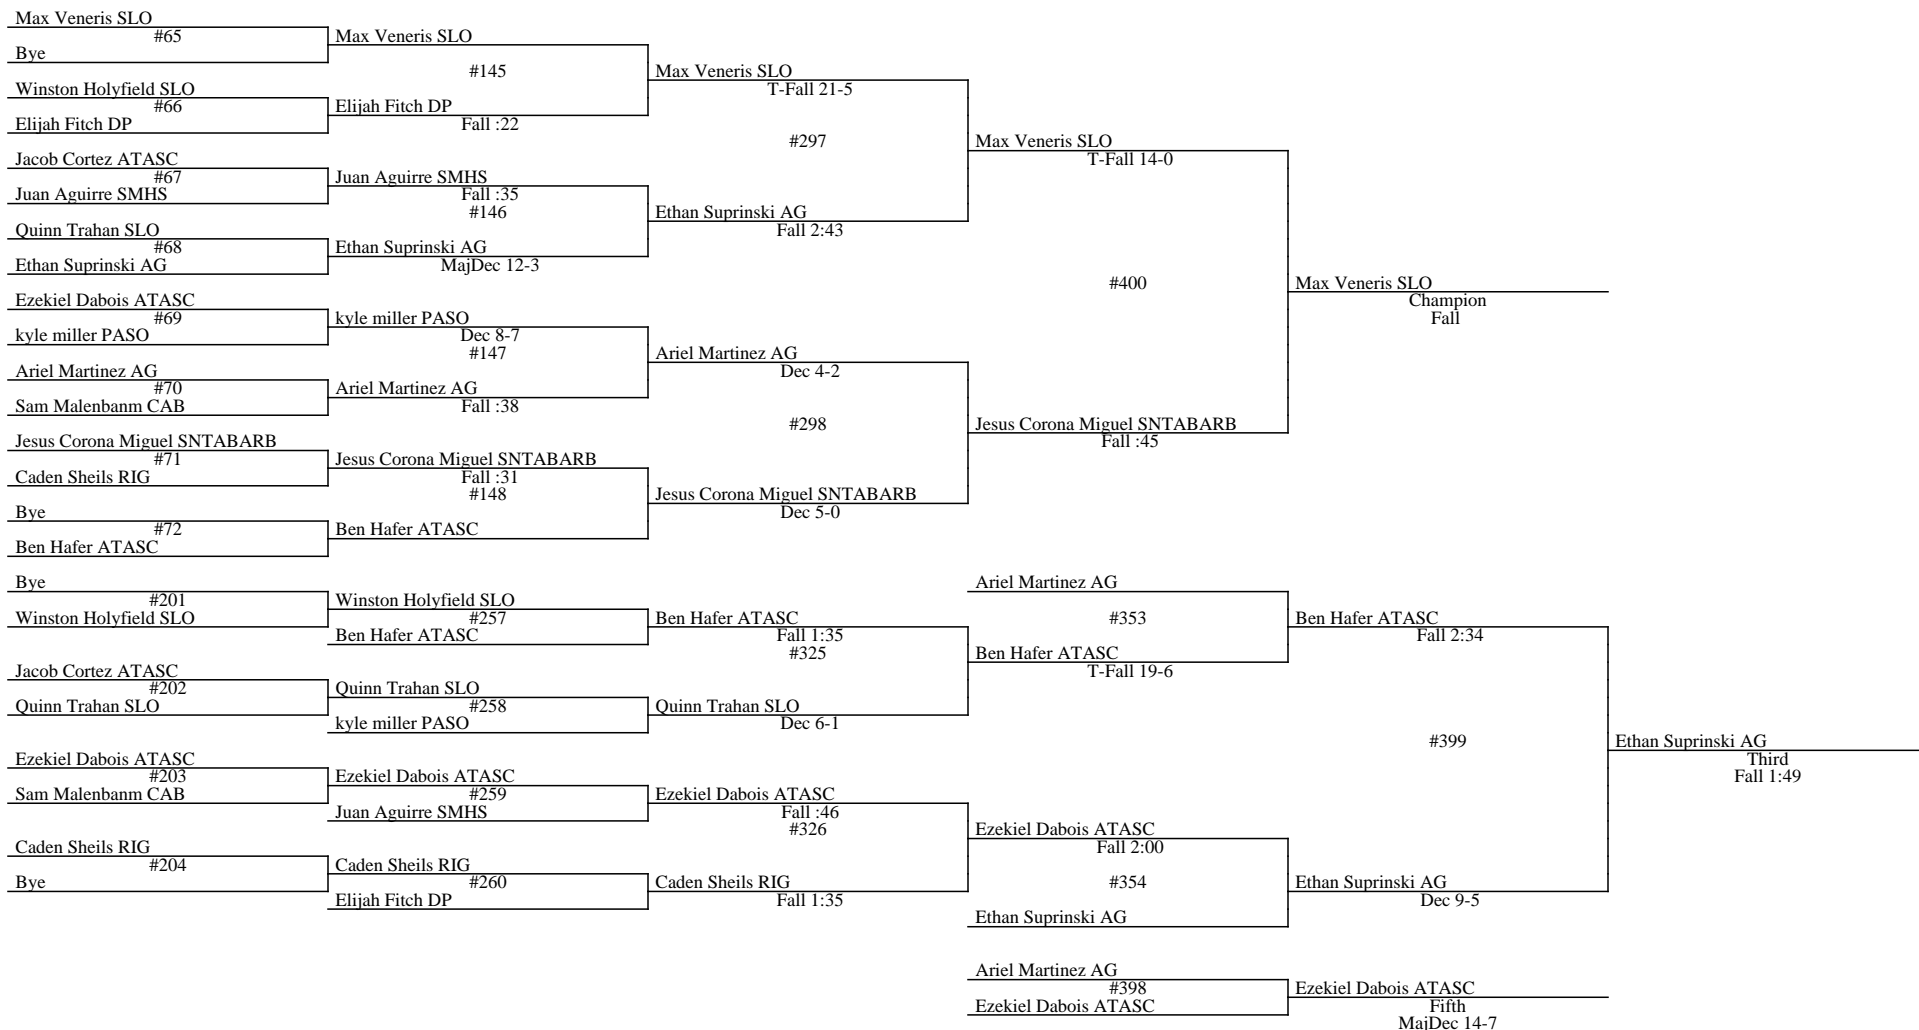 Max Veneris SLO
#65
Bye
Max Veneris SLO
#145
Winston Holyfield SLO
#66
Elijah Fitch DP
Elijah Fitch DP
Fall :22
Max Veneris SLO
T-Fall 21-5
#297
Jacob Cortez ATASC
#67
Juan Aguirre SMHS
Juan Aguirre SMHS
Fall :35
#146
Quinn Trahan SLO
#68
Ethan Suprinski AG
Ethan Suprinski AG
MajDec 12-3
Ethan Suprinski AG
Fall 2:43
Max Veneris SLO
T-Fall 14-0
#400
Ezekiel Dabois ATASC
#69
kyle miller PASO
kyle miller PASO
Dec 8-7
#147
Ariel Martinez AG
#70
Sam Malenbanm CAB
Ariel Martinez AG
Fall :38
Ariel Martinez AG
Dec 4-2
#298
Jesus Corona Miguel SNTABARB
#71
Caden Sheils RIG
Jesus Corona Miguel SNTABARB
Fall :31
#148
Bye
#72
Ben Hafer ATASC
Ben Hafer ATASC
Jesus Corona Miguel SNTABARB
Dec 5-0
Jesus Corona Miguel SNTABARB
Fall :45
Max Veneris SLO
Champion
Fall
Bye
#201
Winston Holyfield SLO
Winston Holyfield SLO
#257
Ben Hafer ATASC
Ben Hafer ATASC
Fall 1:35
#325
Jacob Cortez ATASC
#202
Quinn Trahan SLO
Quinn Trahan SLO
#258
kyle miller PASO
Quinn Trahan SLO
Dec 6-1
Ariel Martinez AG
#353
Ben Hafer ATASC
T-Fall 19-6
Ben Hafer ATASC
Fall 2:34
#399
Ezekiel Dabois ATASC
#203
Sam Malenbanm CAB
Ezekiel Dabois ATASC
#259
Juan Aguirre SMHS
Ezekiel Dabois ATASC
Fall :46
#326
Caden Sheils RIG
#204
Bye
Caden Sheils RIG
#260
Elijah Fitch DP
Caden Sheils RIG
Fall 1:35
Ezekiel Dabois ATASC
Fall 2:00
#354
Ethan Suprinski AG
Ethan Suprinski AG
Dec 9-5
Ethan Suprinski AG
Third
Fall 1:49
Ariel Martinez AG
#398
Ezekiel Dabois ATASC
Ezekiel Dabois ATASC
Fifth
MajDec 14-7